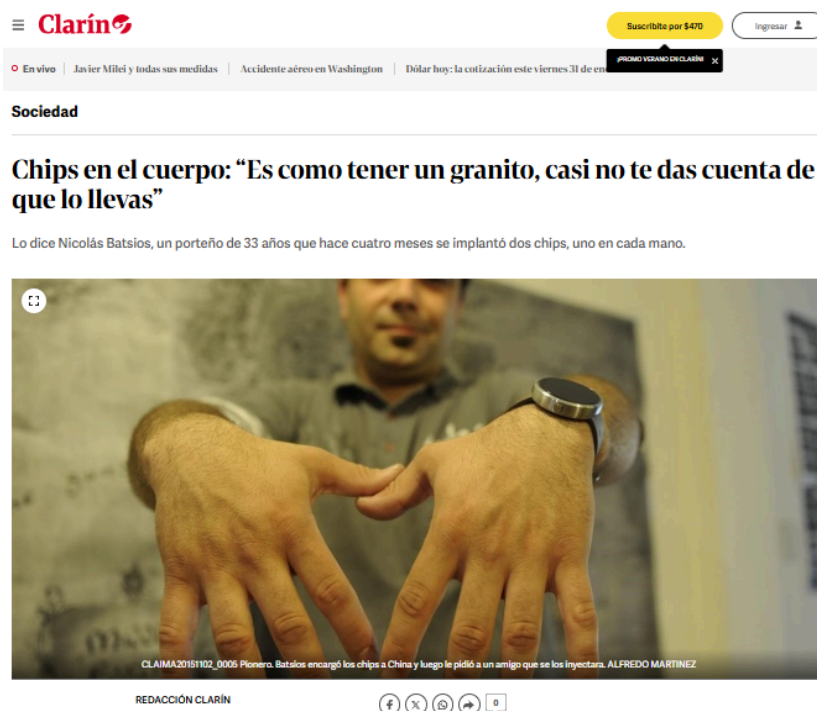 Clarín
Suscribite por $470
Ingresar
¡PROMO VERANO EN CLARÍN! X
En vivo
Javier Milei y todas sus medidas
Accidente aéreo en Washington
Dólar hoy: la cotización este viernes 31 de
Sociedad
Chips en el cuerpo: “Es como tener un granito, casi no te das cuenta de
que lo llevas”
Lo dice Nicolás Batsios, un porteño de 33 años que hace cuatro meses se implantó dos chips, uno en cada mano.
CLAIMA20151102_0005 Pionero. Batsios encargó los chips a China y luego le pidió a un amigo que se los inyectara. ALFREDO MARTINEZ
REDACCIÓN CLARÍN
0